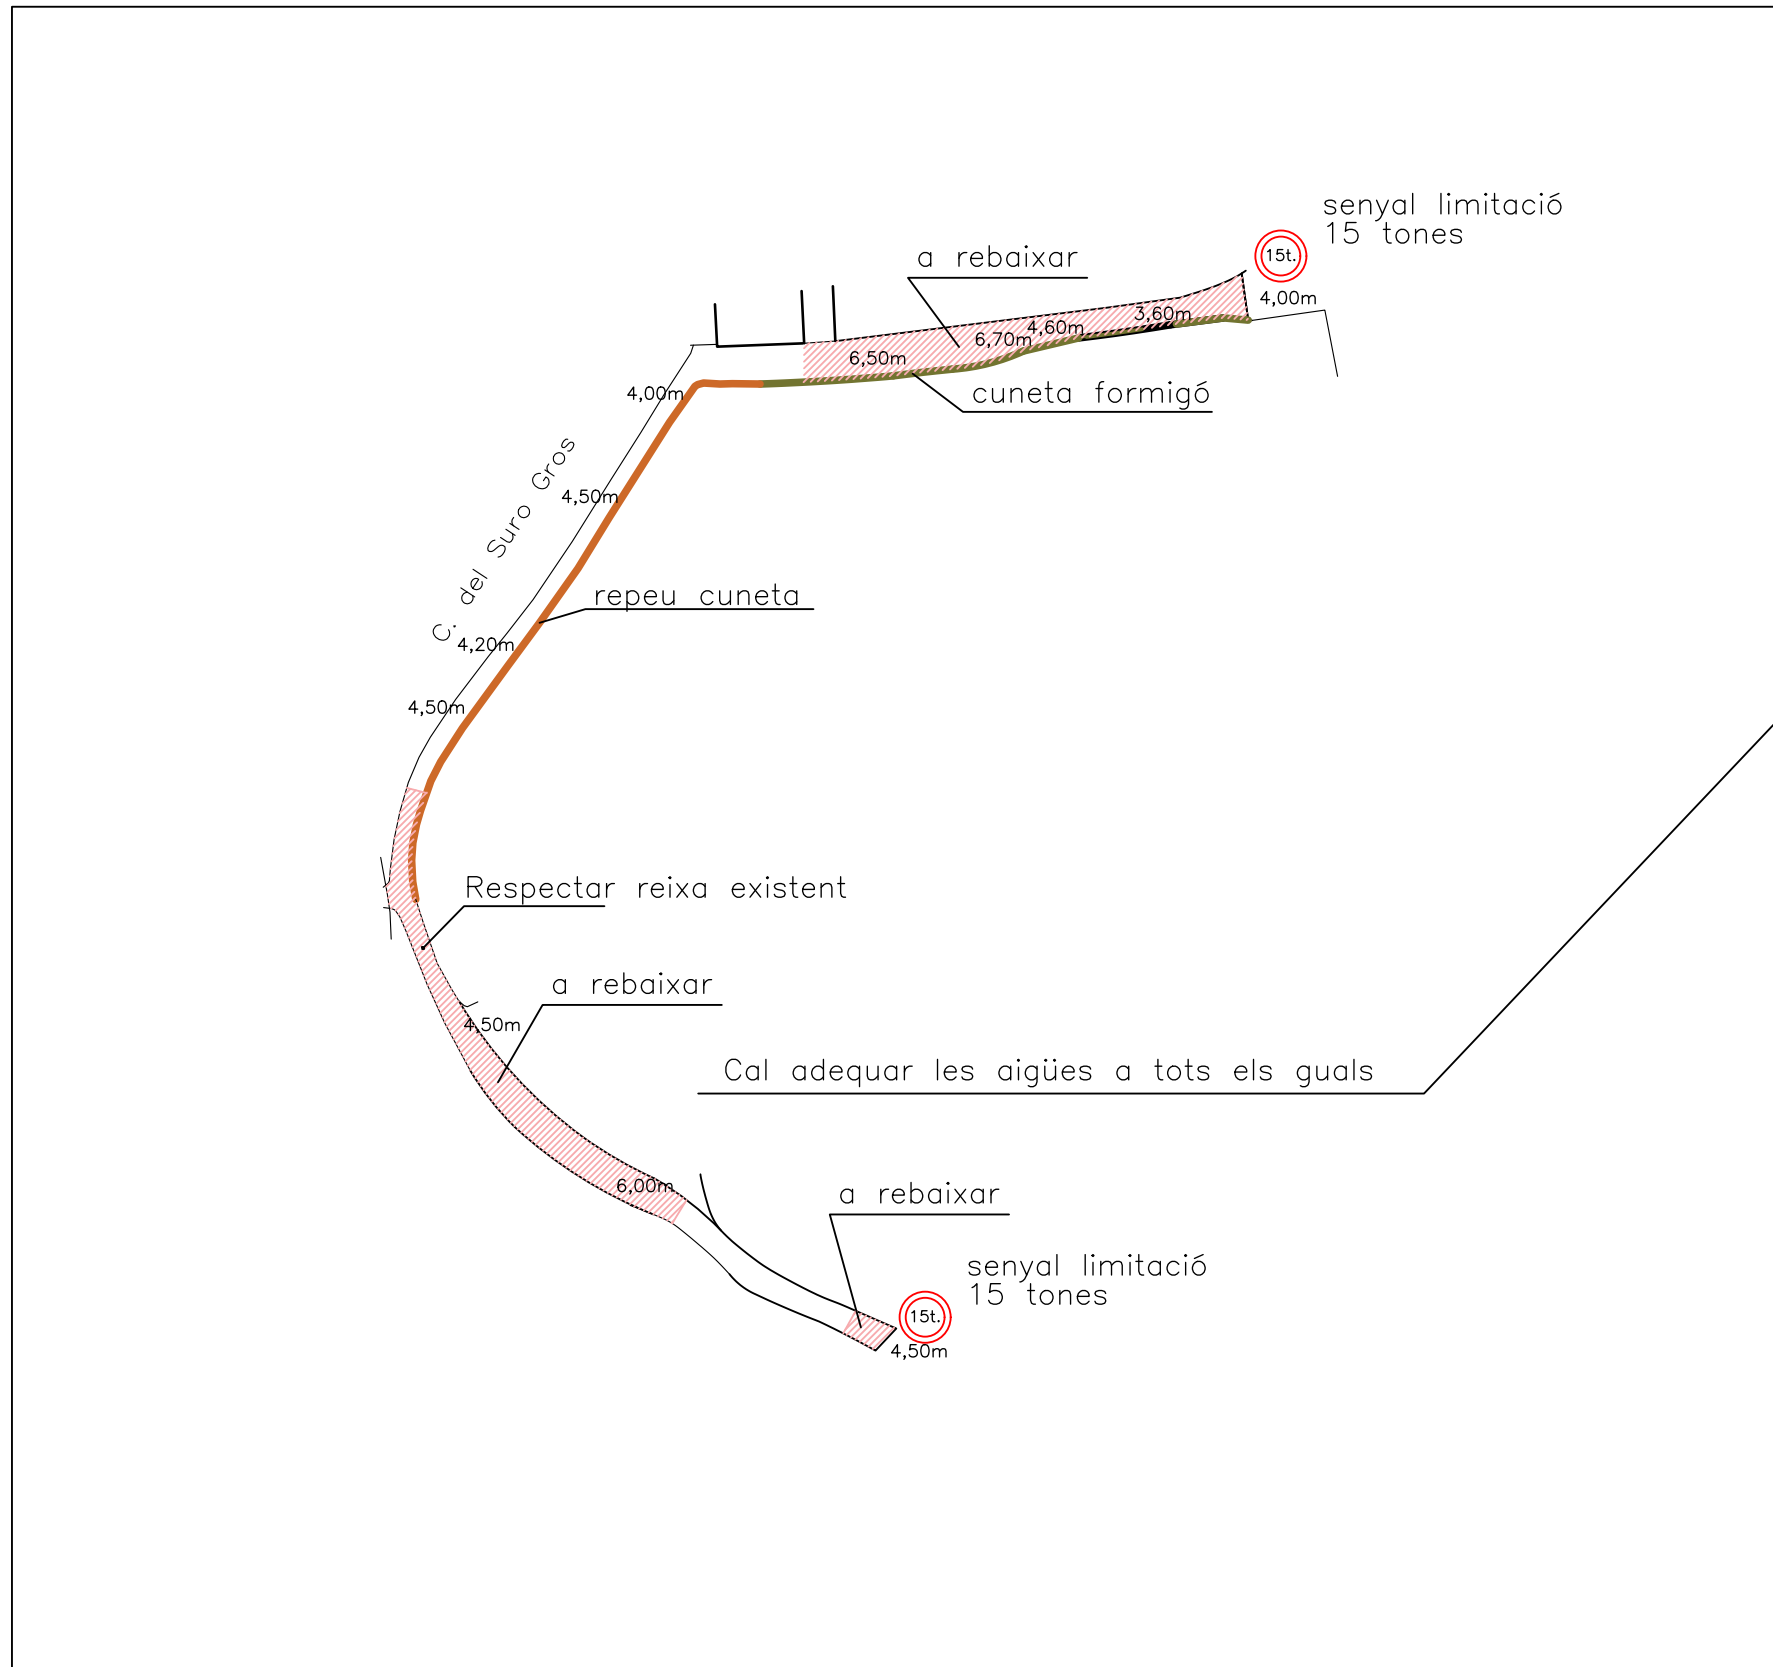 senyal limitació
15 tones
15t.
a rebaixar
4,00m
3,60m
4,60m
6,70m
6,50m
cuneta formigó
4,00m
C. del Suro Gros
4,50m
repeu cuneta
4,20m
4,50m
Respectar reixa existent
a rebaixar
4,50m
Cal adequar les aigües a tots els guals
6,00m
a rebaixar
senyal limitació
15 tones
15t.
4,50m